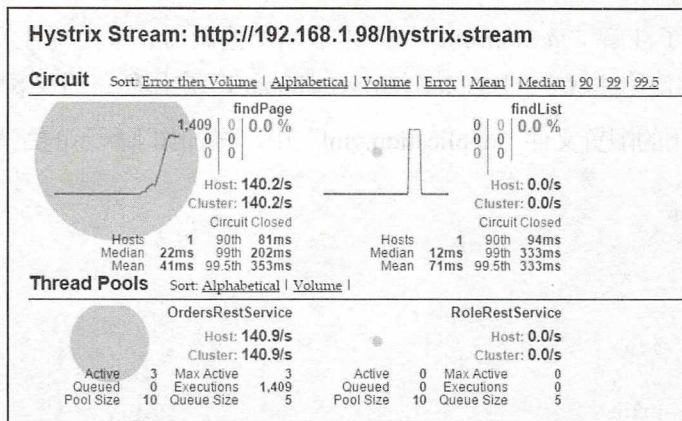 Hystrix Stream: http://192.168.1.98/hystrix.stream
Circuit Sort: Error then Volume | Alphabetical | Volume | Error | Mean | Median | 90 | 99 | 99.5
findPage
1,409 0 0.0 %
0 0
0 0
Host: 140.2/s
Cluster: 140.2/s
Circuit Closed
Hosts 1 90th 81ms
Median 22ms 99th 202ms
Mean 41ms 99.5th 353ms
findList
0 0 0.0 %
0 0
0 0
Host: 0.0/s
Cluster: 0.0/s
Circuit Closed
Hosts 1 90th 94ms
Median 12ms 99th 333ms
Mean 71ms 99.5th 333ms
Thread Pools Sort: Alphabetical | Volume |
OrdersRestService
Host: 140.9/s
Cluster: 140.9/s
Active 3 Max Active 3
Queued 0 Executions 1,409
Pool Size 10 Queue Size 5
RoleRestService
Host: 0.0/s
Cluster: 0.0/s
Active 0 Max Active 0
Queued 0 Executions 0
Pool Size 10 Queue Size 5